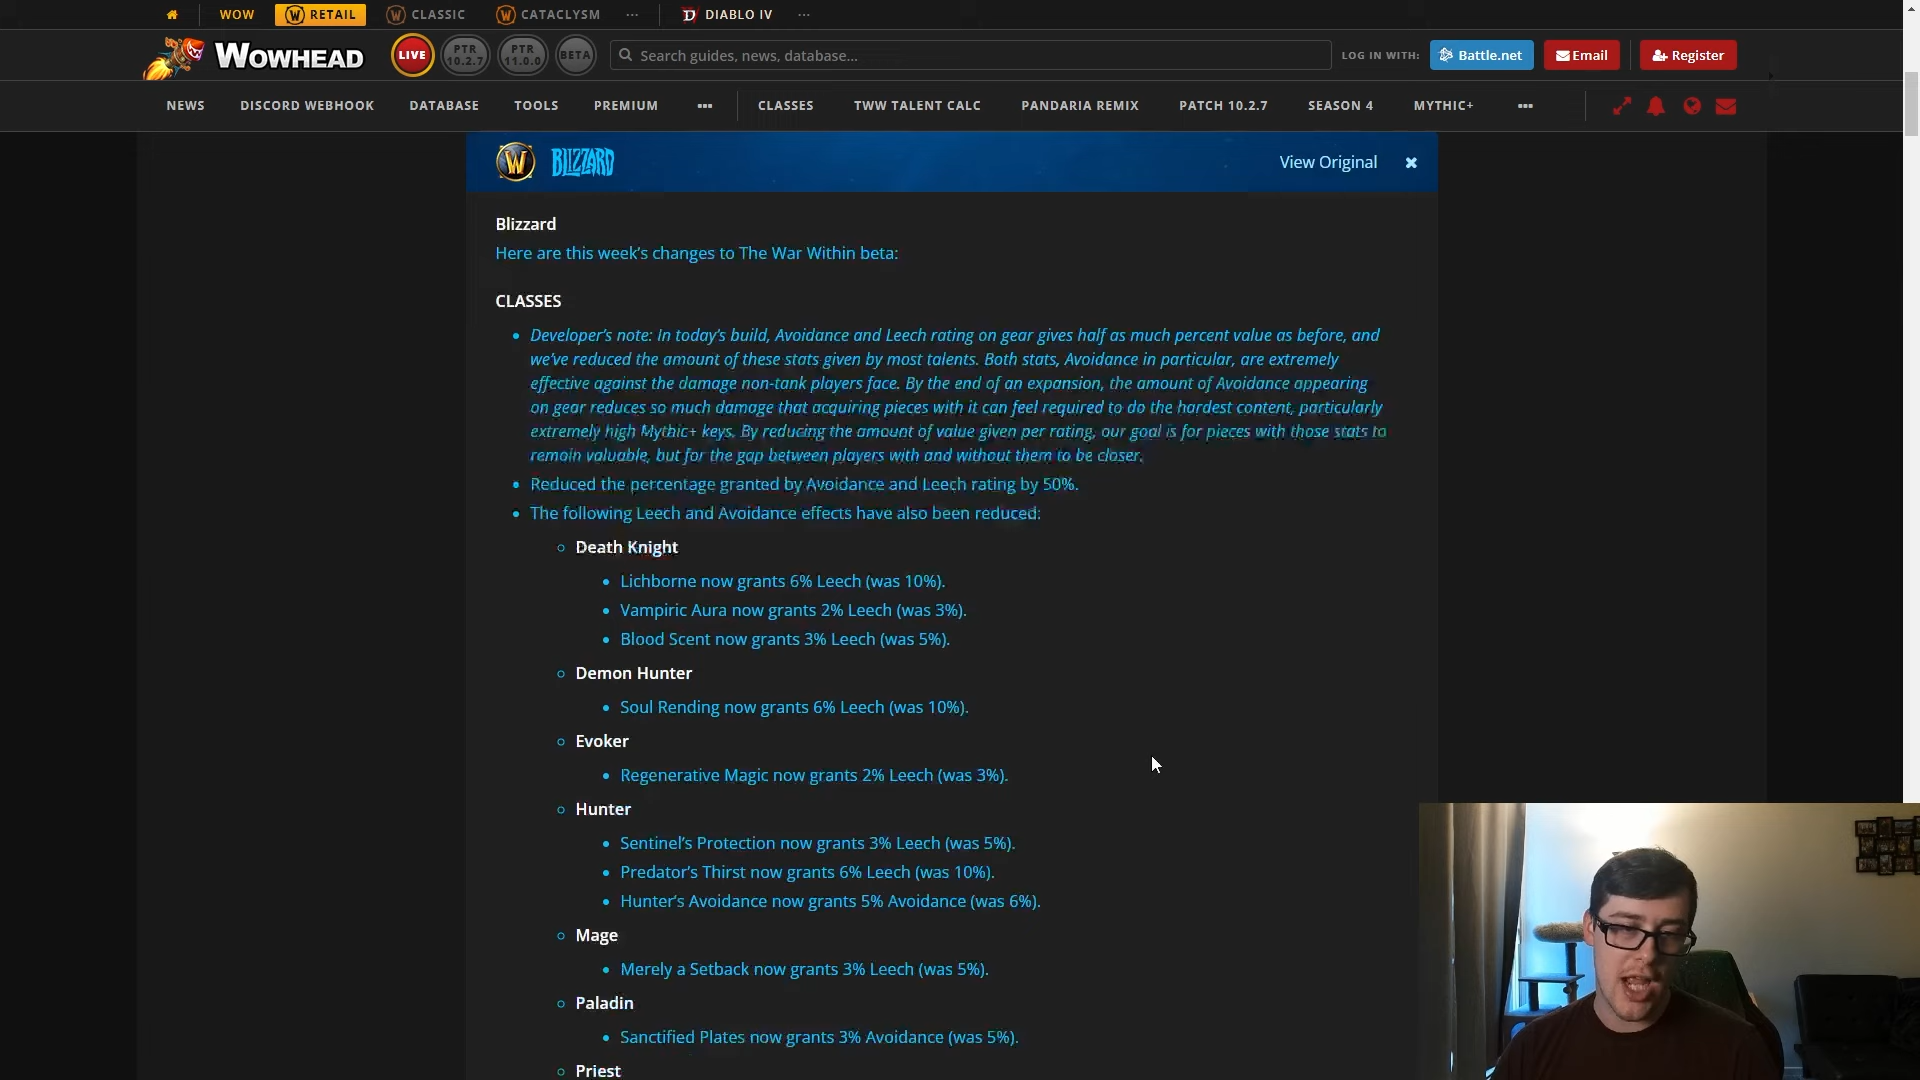 WOW RETAIL CLASSIC CATACLYSM ... DIABLO IV ...
WOWHEAD LIVE PTR 10.2.7 PTR 11.0.0 BETA Search guides, news, database... LOG IN WITH: Battle.net Email Register
NEWS DISCORD WEBHOOK DATABASE TOOLS PREMIUM ... CLASSES TWW TALENT CALC PANDARIA REMIX PATCH 10.2.7 SEASON 4 MYTHIC+ ...
W BLIZZARD View Original
Blizzard
Here are this week's changes to The War Within beta:
CLASSES
Developer's note: In today's build, Avoidance and Leech rating on gear gives half as much percent value as before, and
we've reduced the amount of these stats given by most talents. Both stats, Avoidance in particular, are extremely
effective against the damage non-tank players face. By the end of an expansion, the amount of Avoidance appearing
on gear reduces so much damage that acquiring pieces with it can feel required to do the hardest content, particularly
extremely high Mythic+ keys. By reducing the amount of value given per rating, our goal is for pieces with those stats to
remain valuable, but for the gap between players with and without them to be closer.
Reduced the percentage granted by Avoidance and Leech rating by 50%.
The following Leech and Avoidance effects have also been reduced:
Death Knight
Lichborne now grants 6% Leech (was 10%).
Vampiric Aura now grants 2% Leech (was 3%).
Blood Scent now grants 3% Leech (was 5%).
Demon Hunter
Soul Rending now grants 6% Leech (was 10%).
Evoker
Regenerative Magic now grants 2% Leech (was 3%).
Hunter
Sentinel's Protection now grants 3% Leech (was 5%).
Predator's Thirst now grants 6% Leech (was 10%).
Hunter's Avoidance now grants 5% Avoidance (was 6%).
Mage
Merely a Setback now grants 3% Leech (was 5%).
Paladin
Sanctified Plates now grants 3% Avoidance (was 5%).
Priest